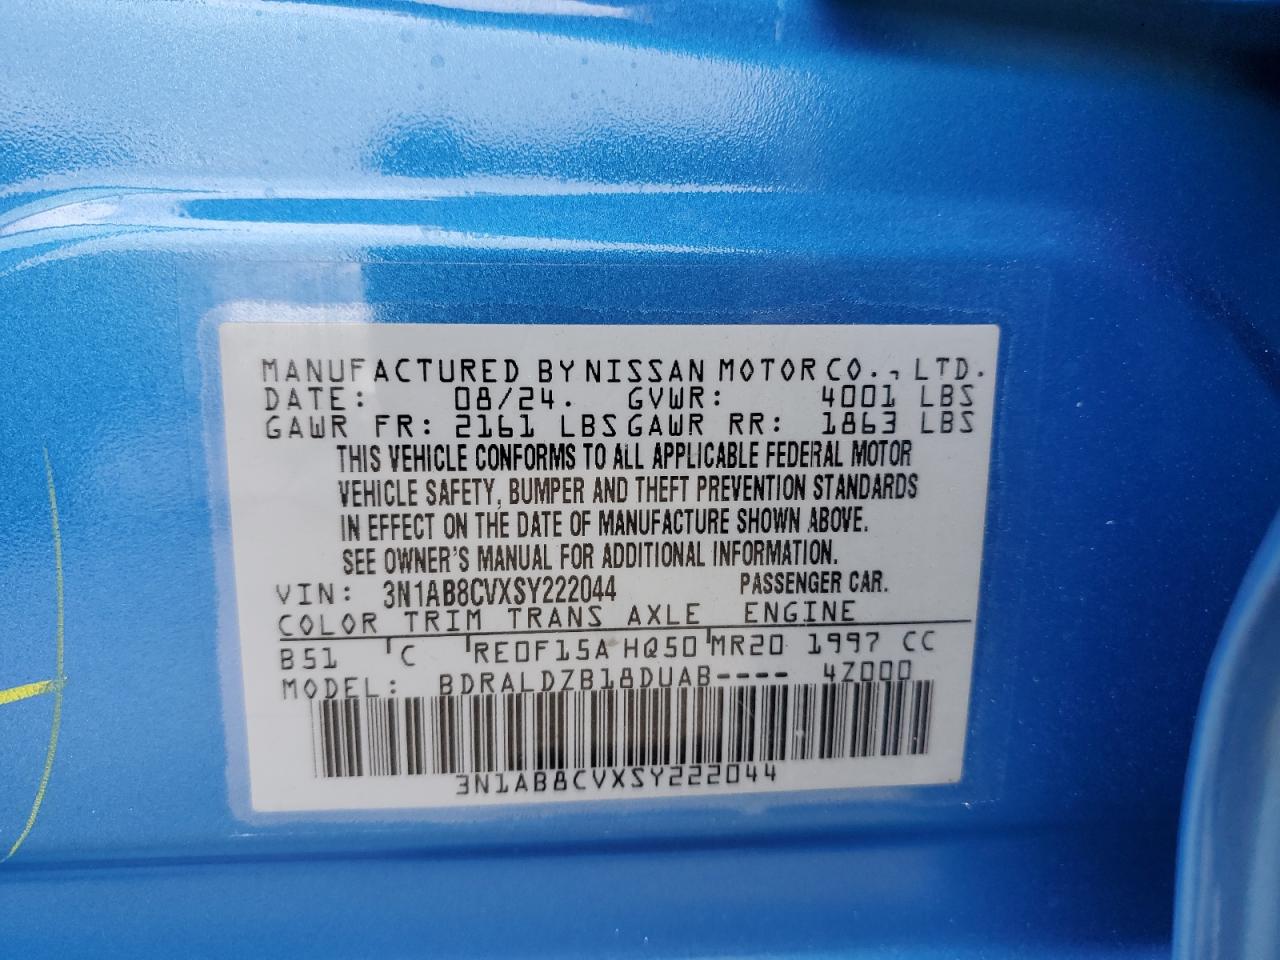 MANUFACTURED BY NISSAN MOTOR CO., LTD.
DATE: 08/24. GVWR: 4001 LBS
GAWR FR: 2161 LBS GAWR RR: 1863 LBS
THIS VEHICLE CONFORMS TO ALL APPLICABLE FEDERAL MOTOR
VEHICLE SAFETY, BUMPER AND THEFT PREVENTION STANDARDS
IN EFFECT ON THE DATE OF MANUFACTURE SHOWN ABOVE.
SEE OWNER'S MANUAL FOR ADDITIONAL INFORMATION.
VIN: 3N1AB8CVXSY222044 PASSENGER CAR.
COLOR TRIM TRANS AXLE ENGINE
B51 C RE0F15A HQ50 MR20 1997 CC
MODEL: BDRALDZB18DUAB---- 4Z000
3N1AB8CVXSY222044